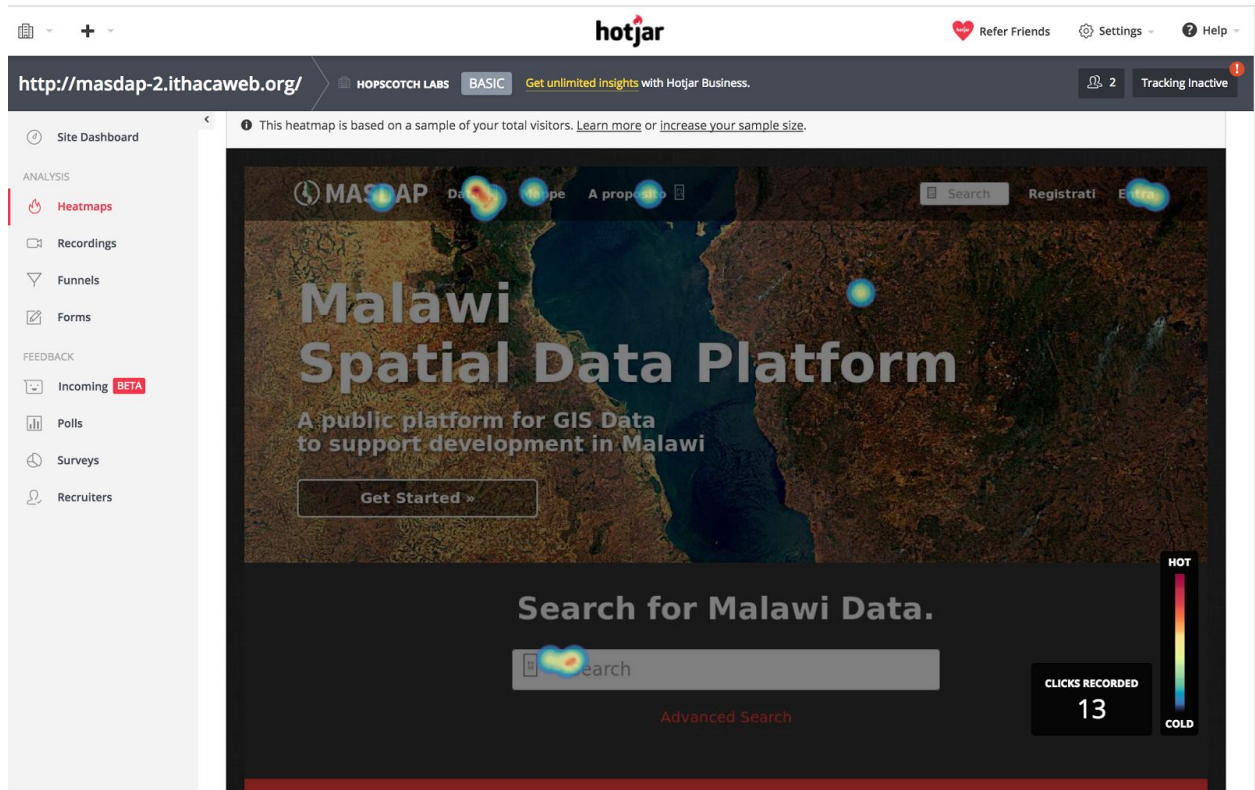 hotjar
Refer Friends
Settings
Help
http://masdap-2.ithacaweb.org/
HOPSCOTCH LABS
BASIC
Get unlimited insights with Hotjar Business.
2
Tracking Inactive
!
Site Dashboard
ANALYSIS
Heatmaps
Recordings
Funnels
Forms
FEEDBACK
Incoming BETA
Polls
Surveys
Recruiters
This heatmap is based on a sample of your total visitors. Learn more or increase your sample size.
MASDAP
A proposito
Search
Registrati
Entra
Malawi
Spatial Data Platform
A public platform for GIS Data
to support development in Malawi
Get Started »
Search for Malawi Data.
Search
Advanced Search
HOT
CLICKS RECORDED
13
COLD